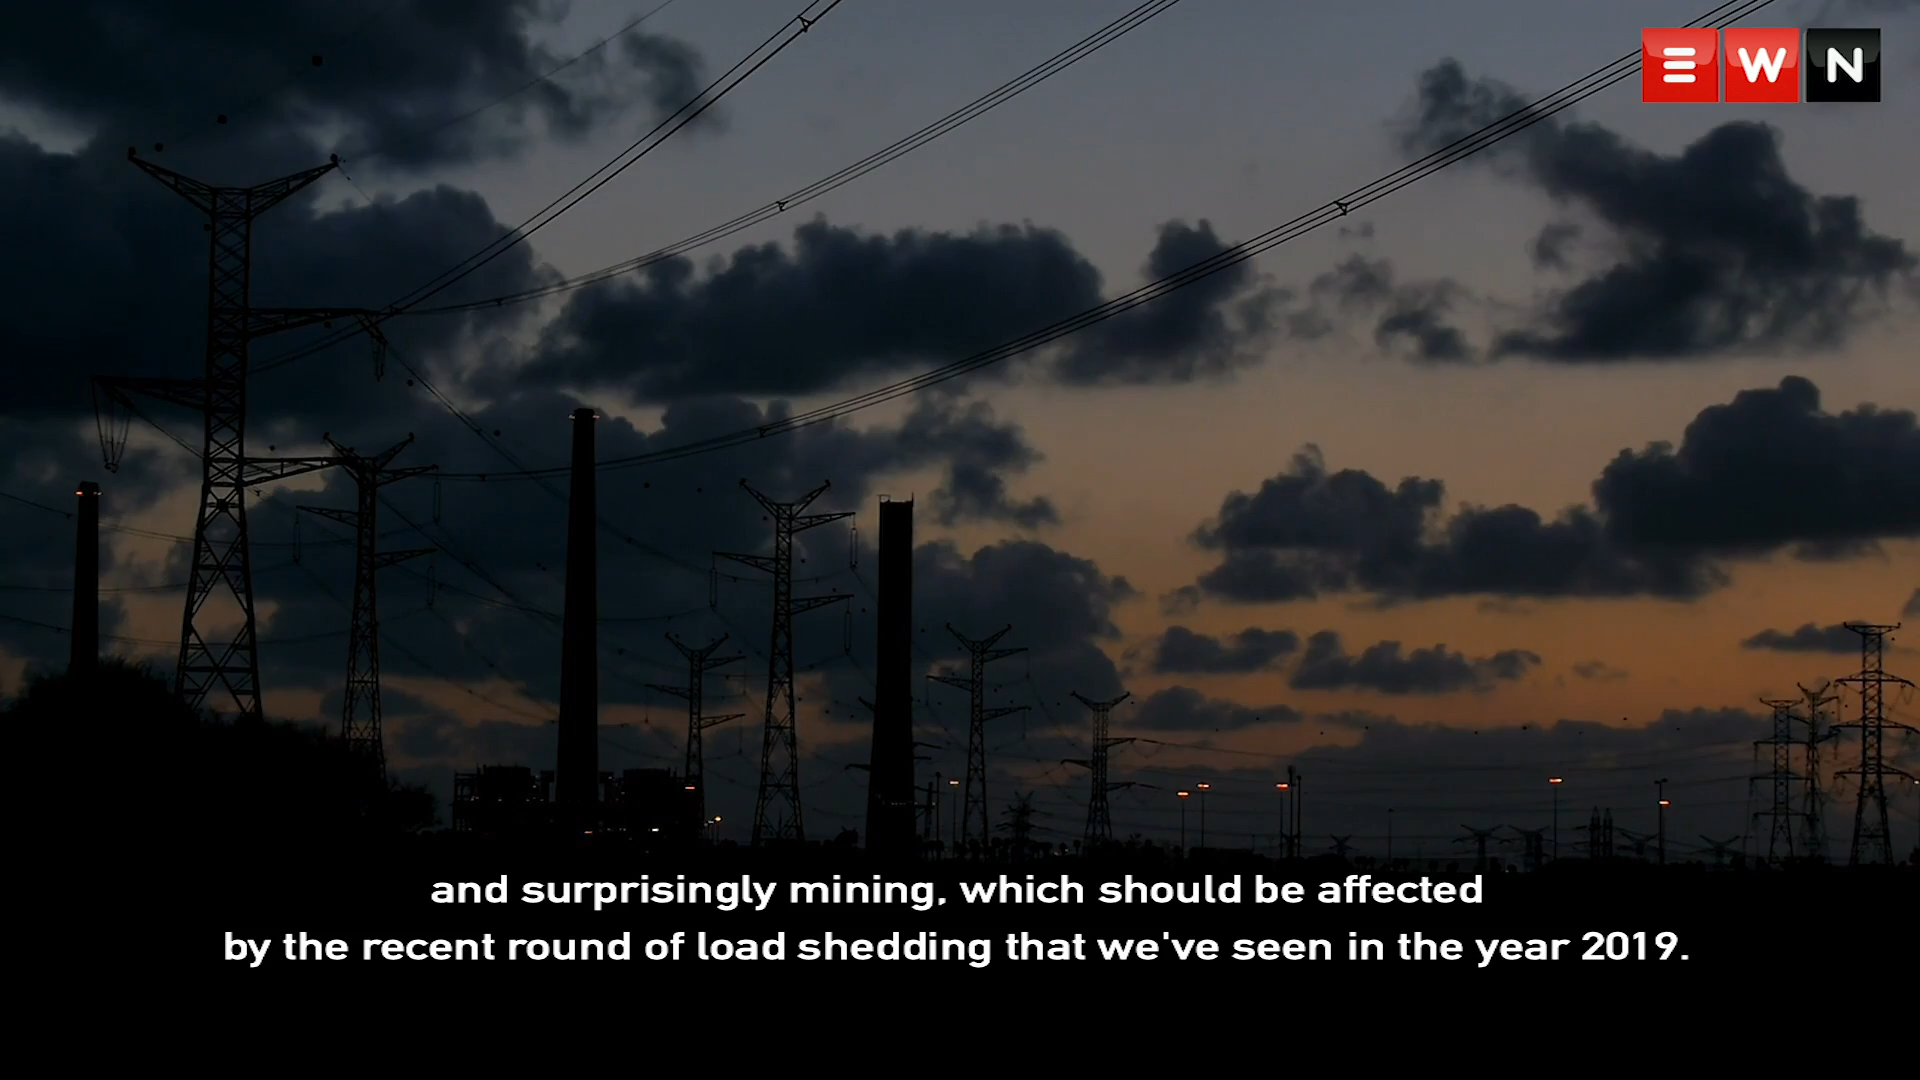 EWN
and surprisingly mining, which should be affected
by the recent round of load shedding that we've seen in the year 2019.